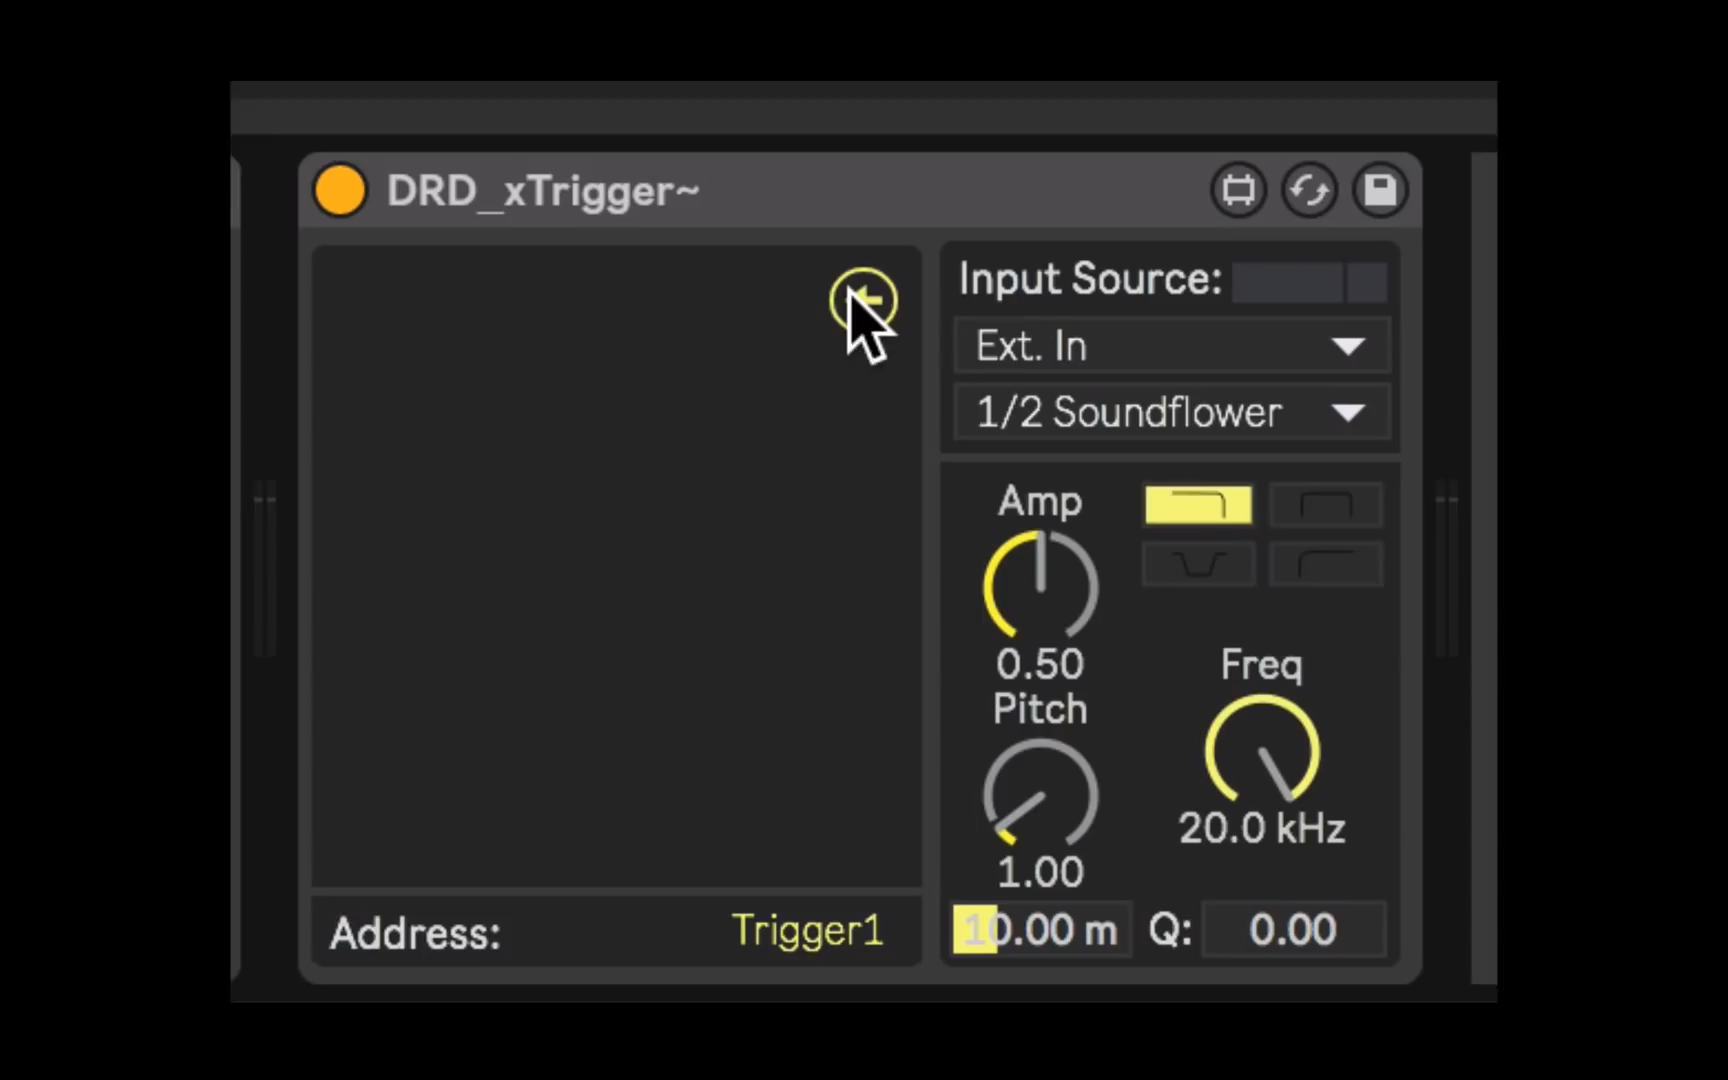 DRD_xTrigger~
Input Source:
Ext. In
1/2 Soundflower
Amp
0.50
Pitch
1.00
Freq
20.0 kHz
10.00 m
Q: 0.00
Address: Trigger1